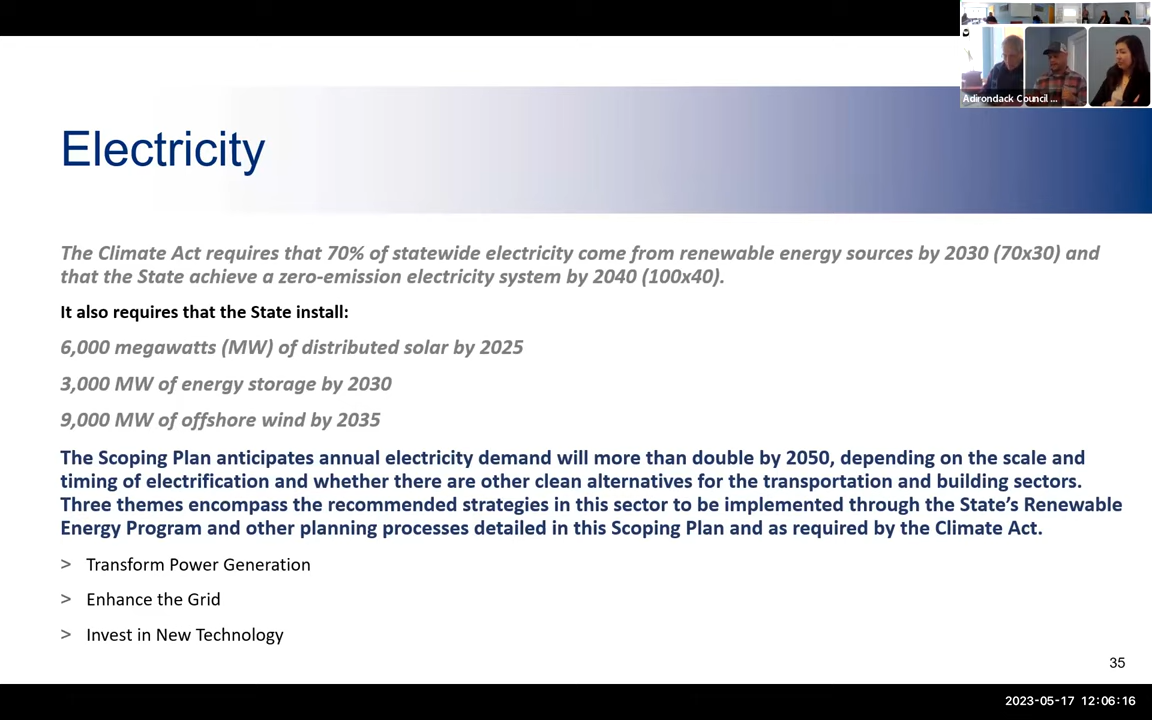 Adirondack Council ...
Electricity
The Climate Act requires that 70% of statewide electricity come from renewable energy sources by 2030 (70x30) and
that the State achieve a zero-emission electricity system by 2040 (100x40).
It also requires that the State install:
6,000 megawatts (MW) of distributed solar by 2025
3,000 MW of energy storage by 2030
9,000 MW of offshore wind by 2035
The Scoping Plan anticipates annual electricity demand will more than double by 2050, depending on the scale and
timing of electrification and whether there are other clean alternatives for the transportation and building sectors.
Three themes encompass the recommended strategies in this sector to be implemented through the State’s Renewable
Energy Program and other planning processes detailed in this Scoping Plan and as required by the Climate Act.
> Transform Power Generation
> Enhance the Grid
> Invest in New Technology
35
2023-05-17 12:06:16